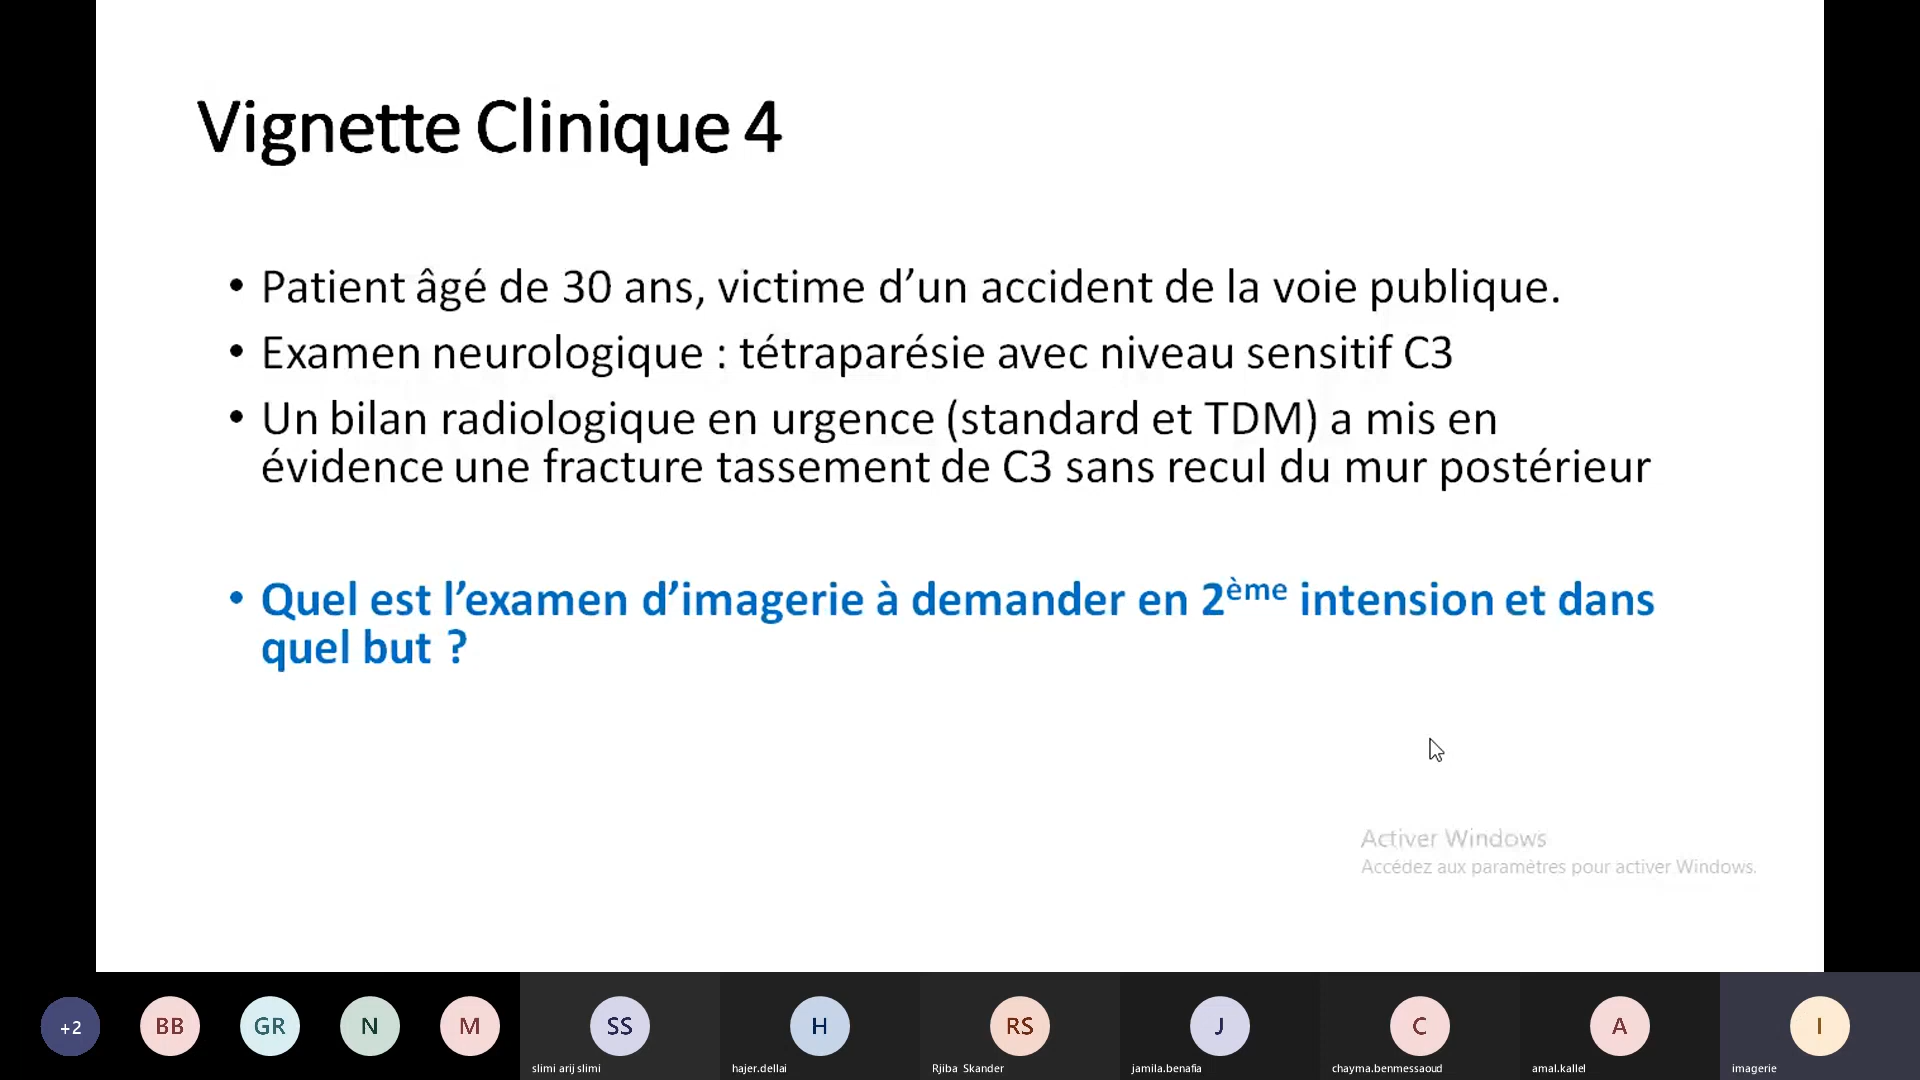 Vignette Clinique 4
• Patient âgé de 30 ans, victime d’un accident de la voie publique.
• Examen neurologique : tétraparésie avec niveau sensitif C3
• Un bilan radiologique en urgence (standard et TDM) a mis en
évidence une fracture tassement de C3 sans recul du mur postérieur
• Quel est l’examen d’imagerie à demander en 2ème intension et dans
quel but ?
Activer Windows
Accédez aux paramètres pour activer Windows.
+2 BB GR N M SS H RS J C A I
slimi arij slimi hajer.dellai Rjiba Skander jamila.benafia chayma.benmessaoud amal.kallel imagerie